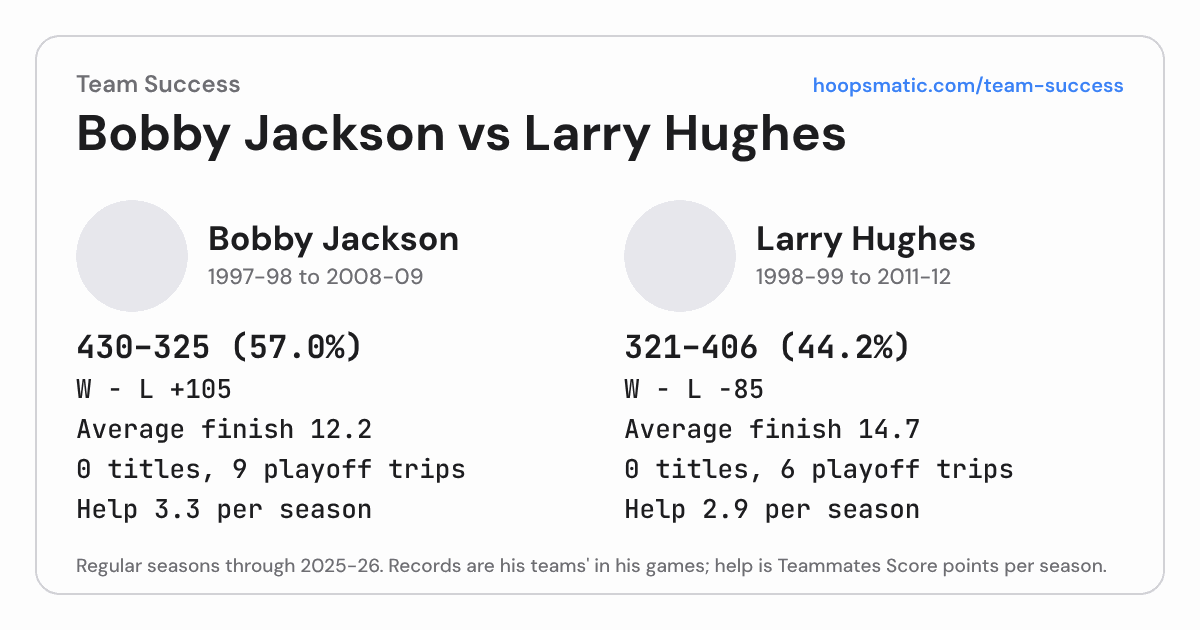 Team Success
hoopsmatic.com/team-success
Bobby Jackson vs Larry Hughes
Bobby Jackson
1997-98 to 2008-09
430-325 (57.0%)
W - L +105
Average finish 12.2
0 titles, 9 playoff trips
Help 3.3 per season
Larry Hughes
1998-99 to 2011-12
321-406 (44.2%)
W - L -85
Average finish 14.7
0 titles, 6 playoff trips
Help 2.9 per season
Regular seasons through 2025-26. Records are his teams' in his games; help is Teammates Score points per season.